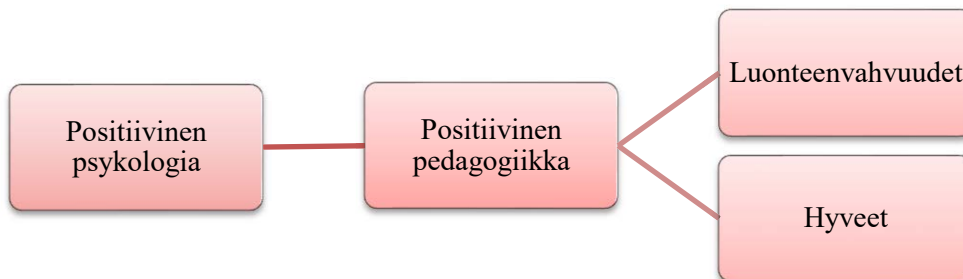 Positiivinen
psykologia
Positiivinen
pedagogiikka
Luonteenvahvuudet
Hyveet